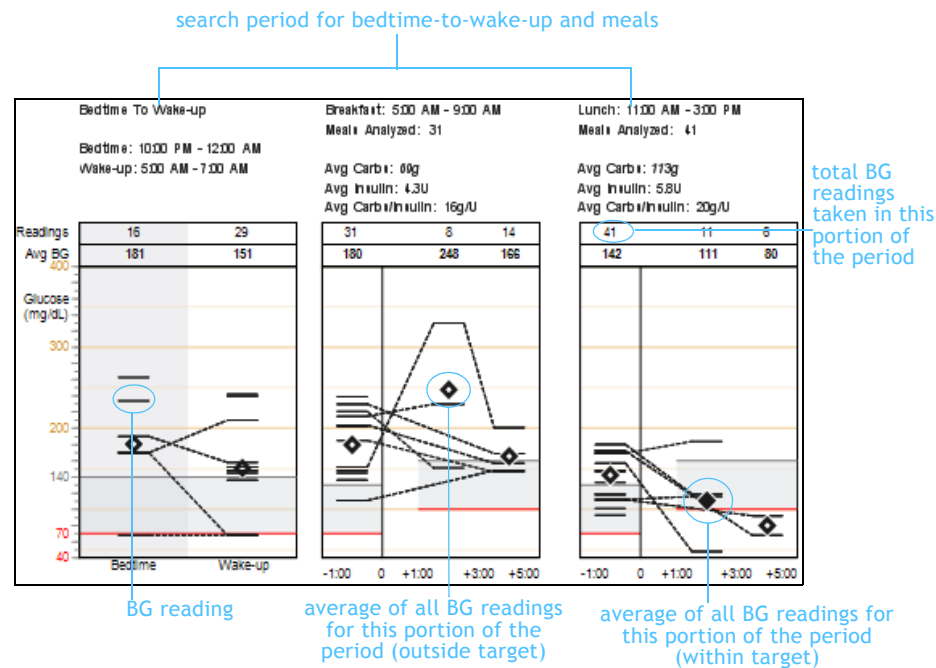 search period for bedtime-to-wake-up and meals
Bedtime To Wake-up
Bedtime: 10:00 PM - 12:00 AM
Wake-up: 5:00 AM - 7:00 AM
Breakfast: 5:00 AM - 9:00 AM
Meals Analyzed: 31
Avg Carbs: 69g
Avg Insulin: 4.3U
Avg Carbs/Insulin: 16g/U
Lunch: 11:00 AM - 3:00 PM
Meals Analyzed: 41
Avg Carbs: 113g
Avg Insulin: 5.8U
Avg Carbs/Insulin: 20g/U
total BG
readings
taken in this
portion of
the period
Readings 16 29 31 8 14 41 11 6
Avg BG 181 151 180 248 166 142 111 80
400
Glucose
(mg/dL)
300
200
140
70
40
Bedtime Wake-up
-1:00 0 +1:00 +3:00 +5:00
-1:00 0 +1:00 +3:00 +5:00
BG reading
average of all BG readings
for this portion of the
period (outside target)
average of all BG readings for
this portion of the period
(within target)